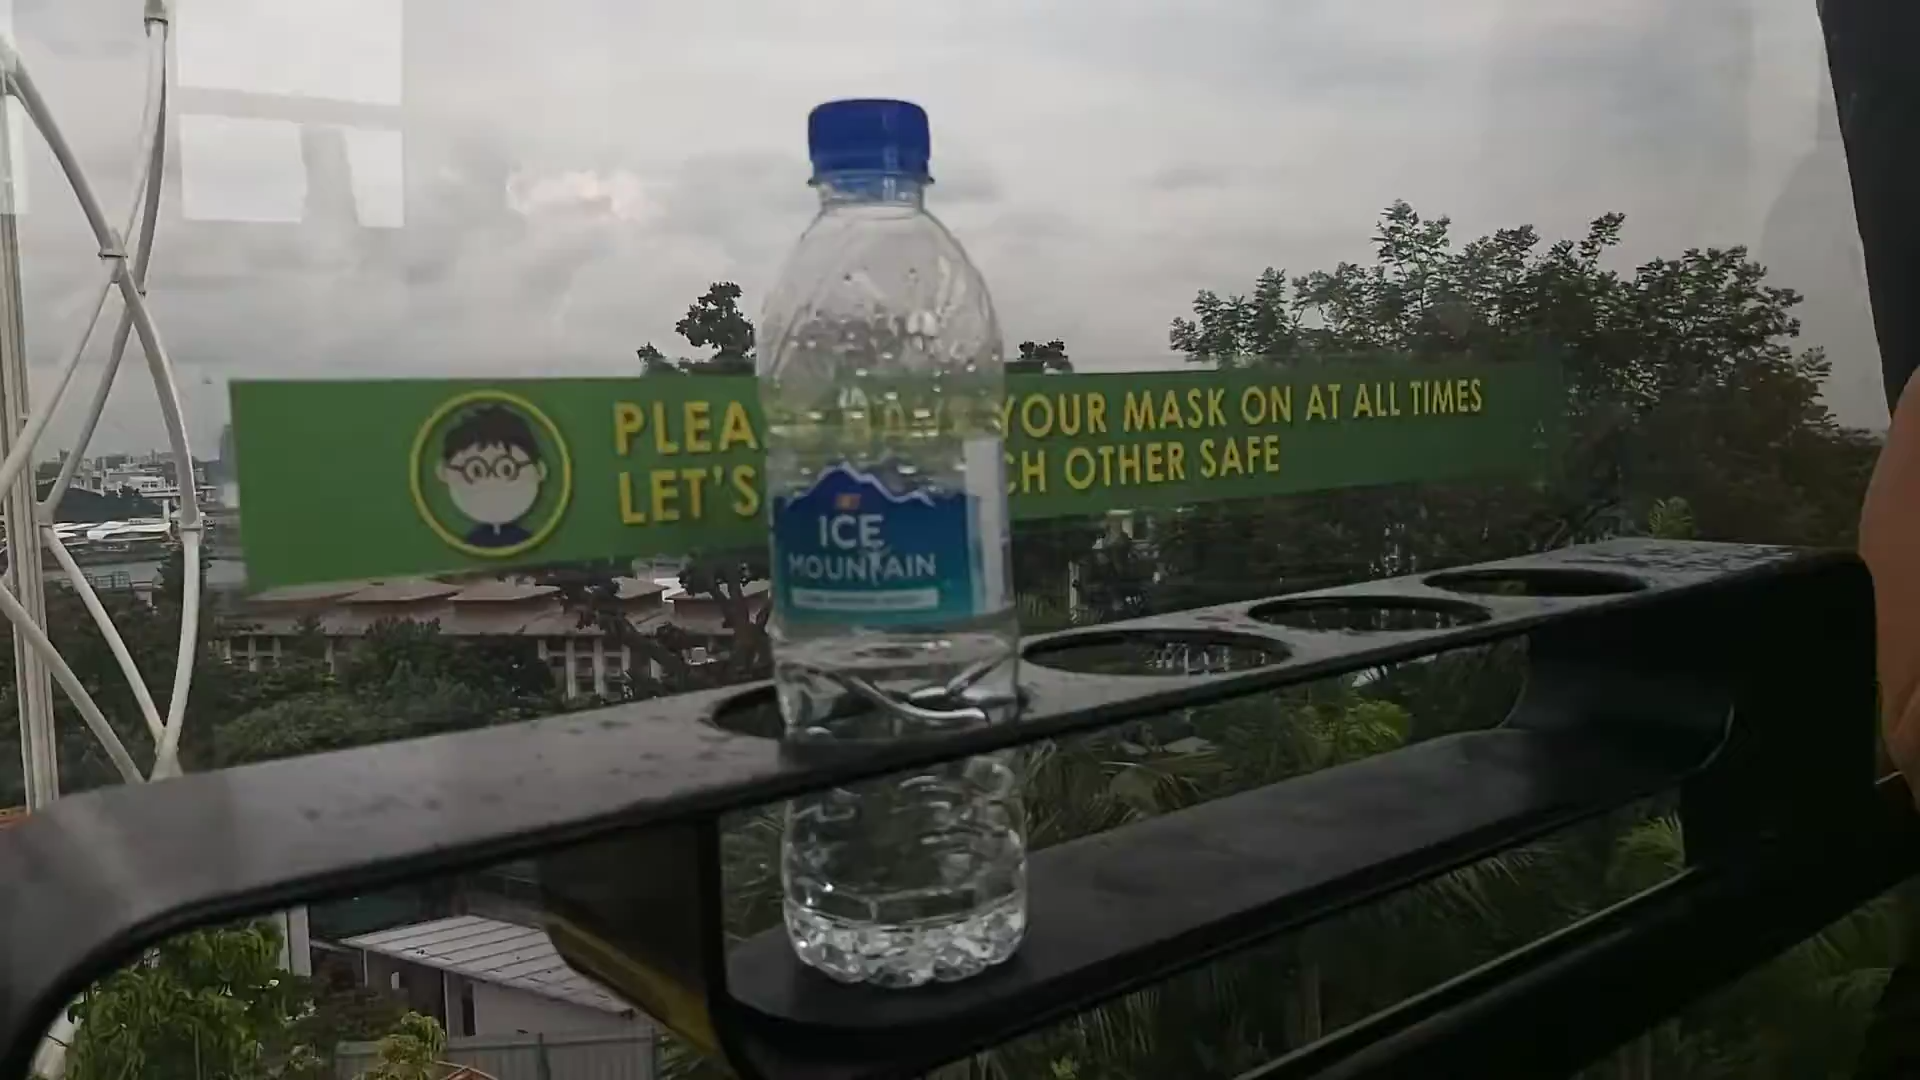 PLEA YOUR MASK ON AT ALL TIMES
LET'S CH OTHER SAFE
ICE
MOUNTAIN